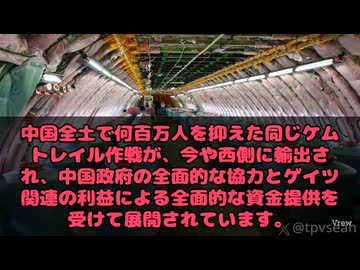 中国全土で何百万人を抑えた同じケム
トレイル作戦が、今や西側に輸出さ
れ、中国政府の全面的な協力とゲイツ
関連の利益による全面的な資金提供を
受けて展開されています。
Vrew
X @tpvsean